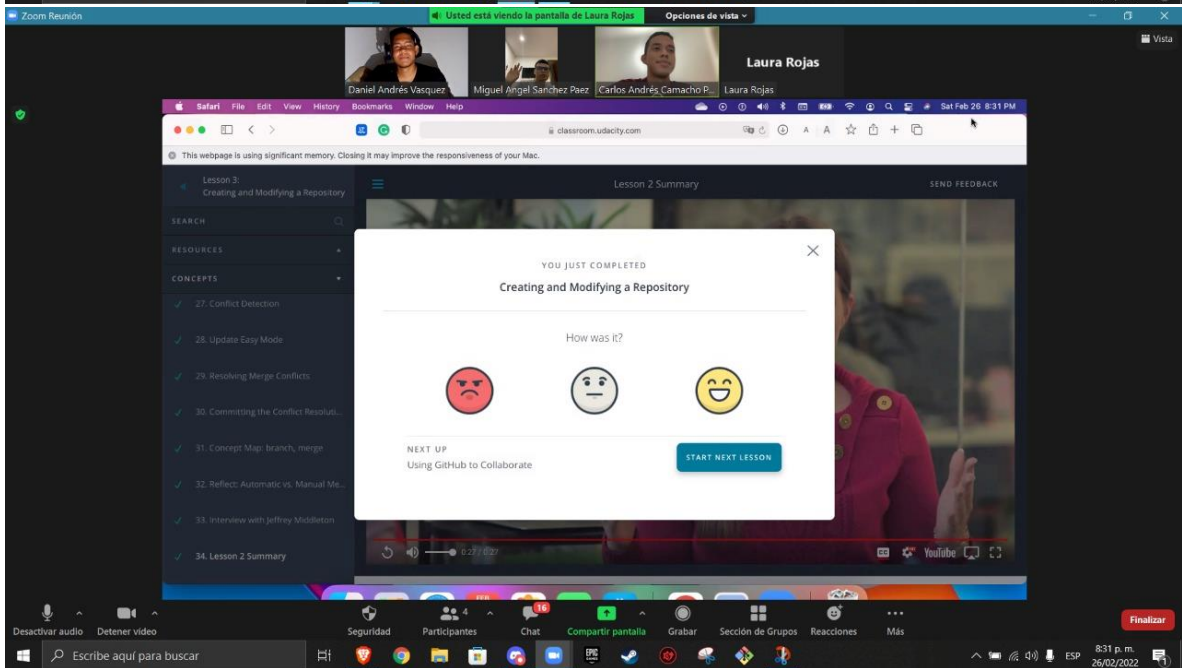 Zoom Reunión
Usted está viendo la pantalla de Laura Rojas
Opciones de vista
Vista
Daniel Andrés Vasquez
Miguel Angel Sanchez Paez
Carlos Andrés Camacho P...
Laura Rojas
Laura Rojas
Safari File Edit View History Bookmarks Window Help
Sat Feb 26 8:31 PM
classroom.udacity.com
A A
This webpage is using significant memory. Closing it may improve the responsiveness of your Mac.
Lesson 3:
Creating and Modifying a Repository
Lesson 2 Summary
SEND FEEDBACK
SEARCH
RESOURCES
CONCEPTS
27. Conflict Detection
28. Update Easy Mode
29. Resolving Merge Conflicts
30. Committing the Conflict Resoluti...
31. Concept Map: branch, merge
32. Reflect: Automatic vs. Manual Me...
33. Interview with Jeffrey Middleton
34. Lesson 2 Summary
YOU JUST COMPLETED
Creating and Modifying a Repository
How was it?
NEXT UP
Using GitHub to Collaborate
START NEXT LESSON
0:27 / 0:27
CC
YouTube
FEB
Desactivar audio
Detener video
Seguridad
4
Participantes
16
Chat
Compartir pantalla
Grabar
Sección de Grupos
Reacciones
Más
Finalizar
Escribe aquí para buscar
EPIC
ESP
8:31 p. m.
26/02/2022